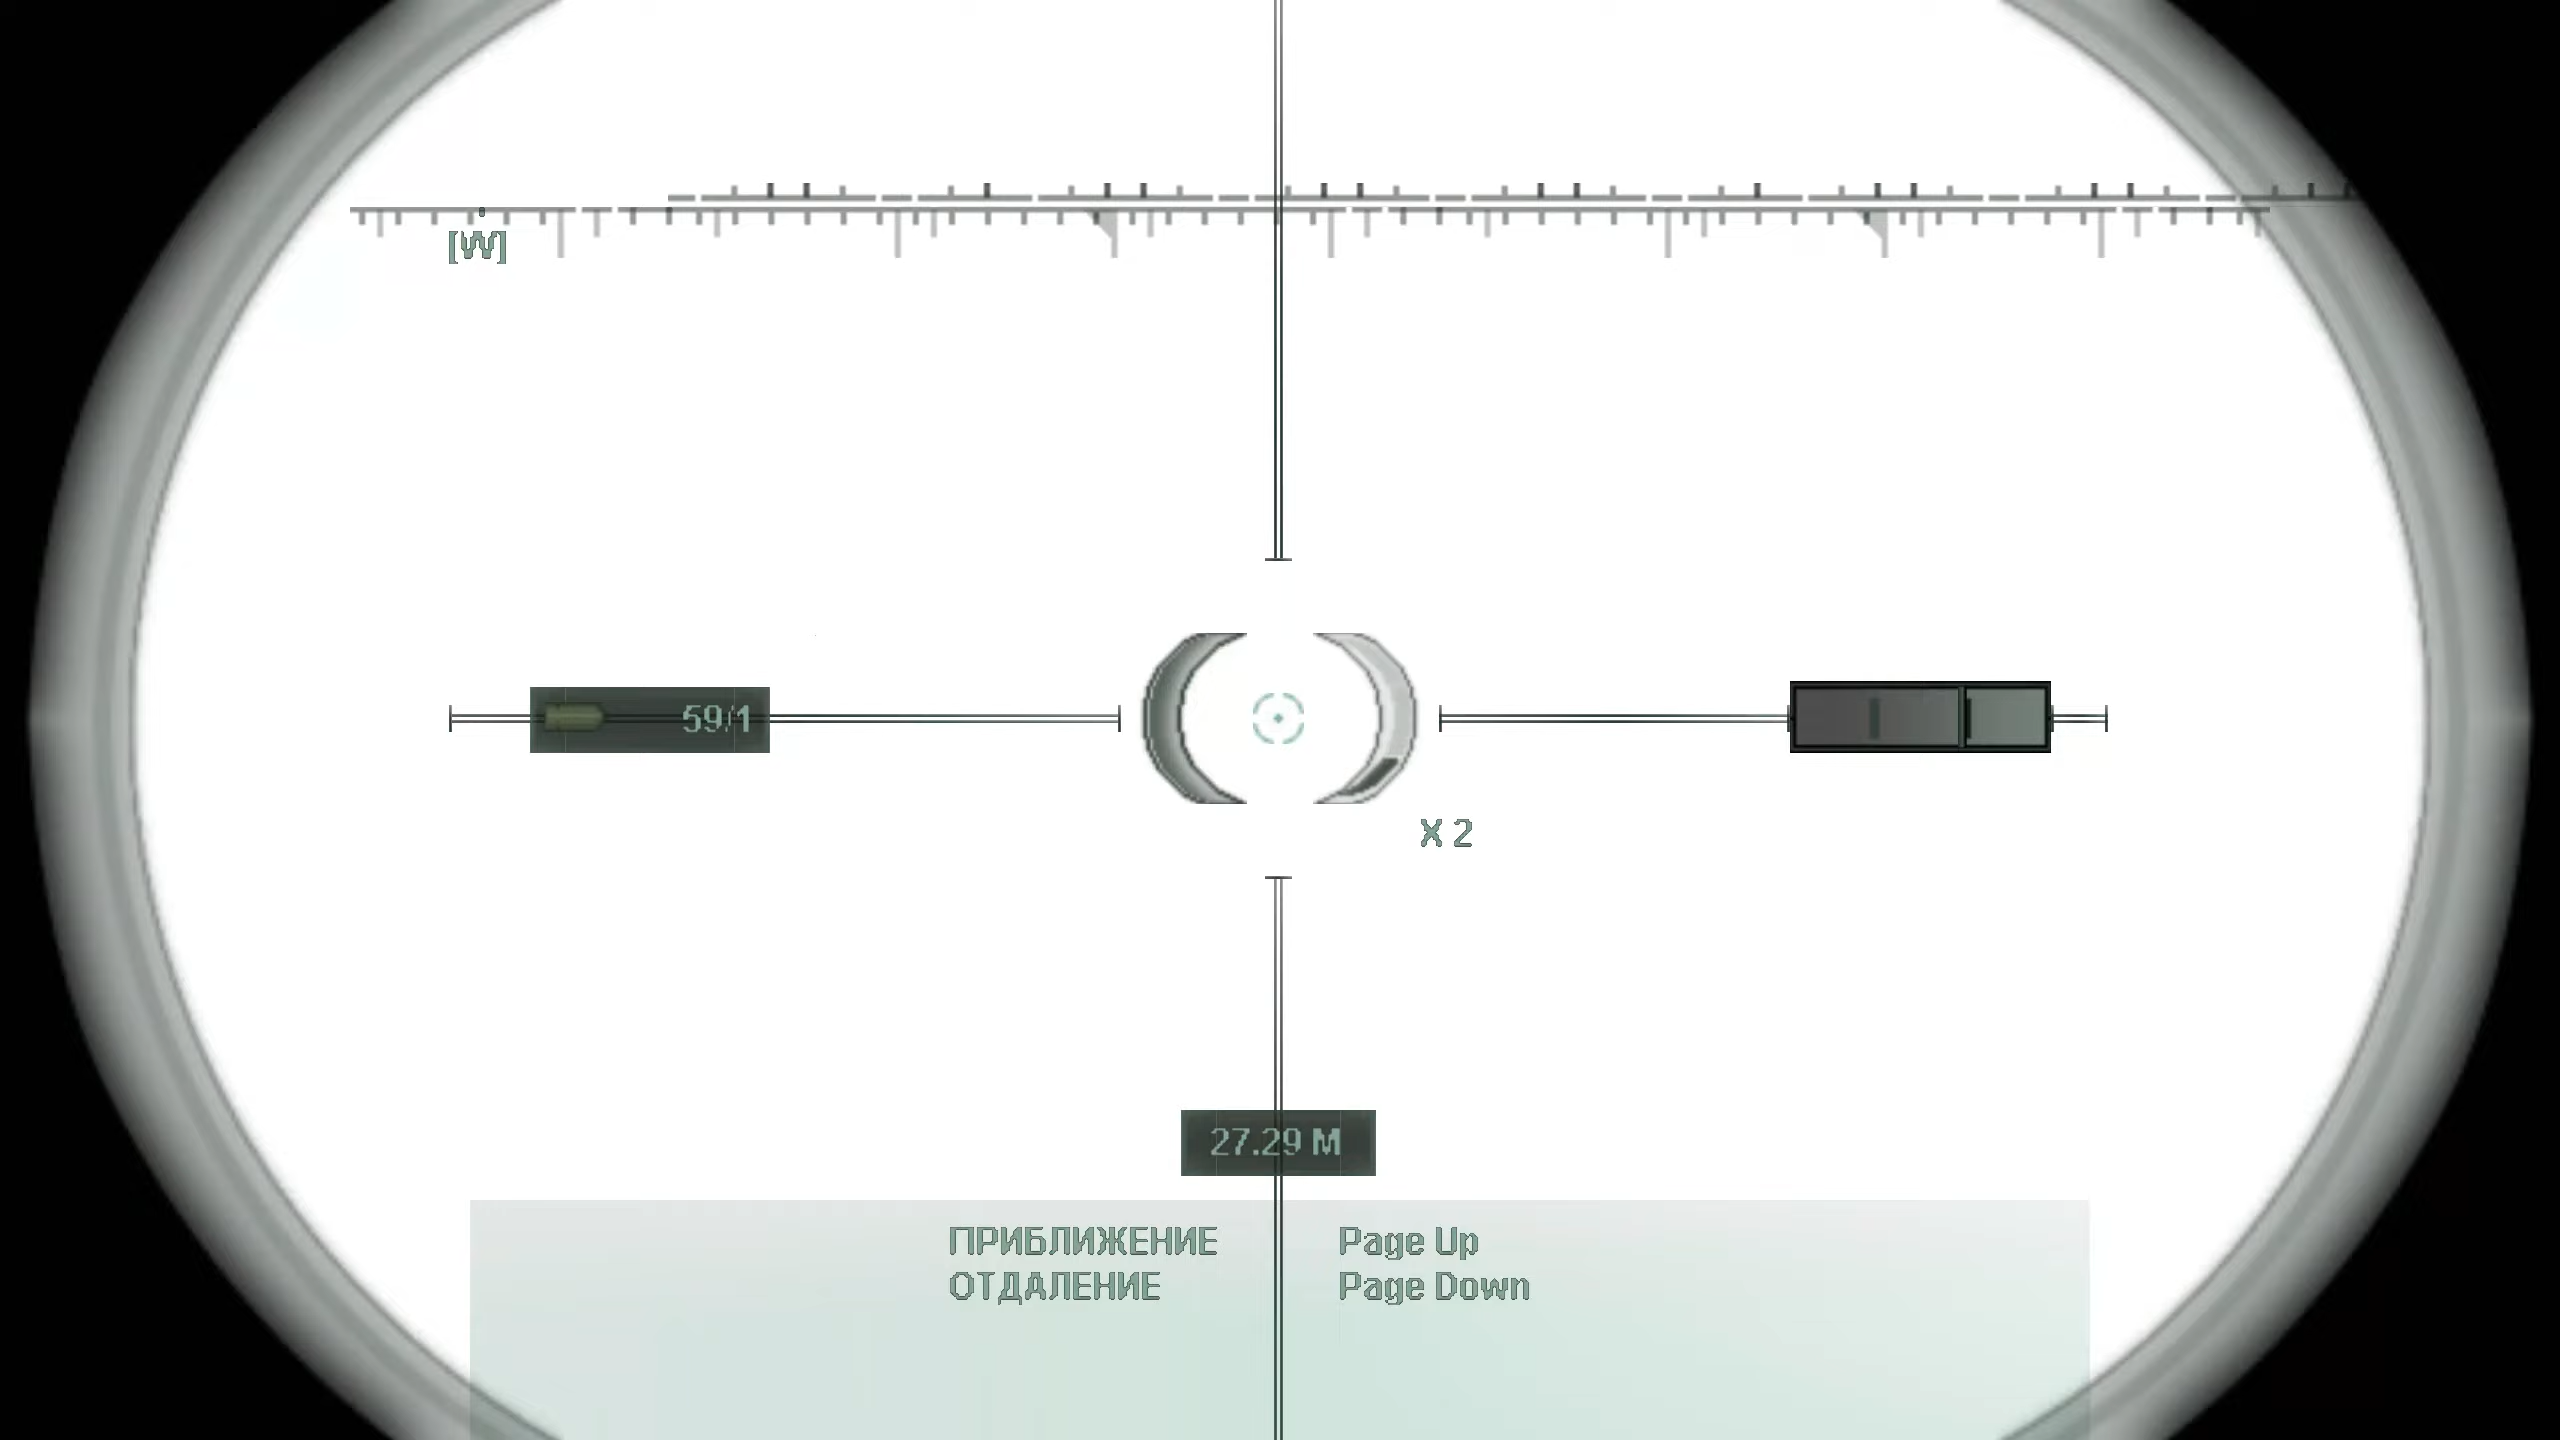 [W]
59/1
X 2
27.29 M
ПРИБЛИЖЕНИЕ Page Up
ОТДАЛЕНИЕ Page Down